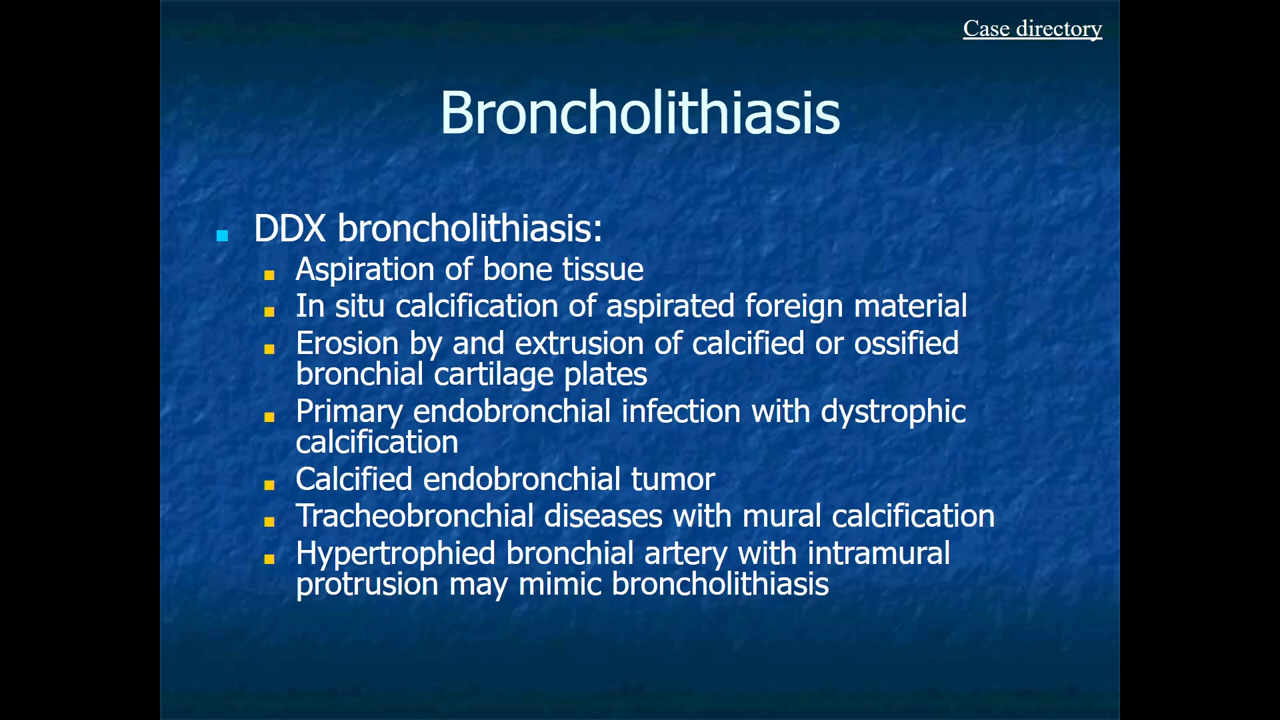 Case directory
Broncholithiasis
DDX broncholithiasis:
Aspiration of bone tissue
In situ calcification of aspirated foreign material
Erosion by and extrusion of calcified or ossified
bronchial cartilage plates
Primary endobronchial infection with dystrophic
calcification
Calcified endobronchial tumor
Tracheobronchial diseases with mural calcification
Hypertrophied bronchial artery with intramural
protrusion may mimic broncholithiasis